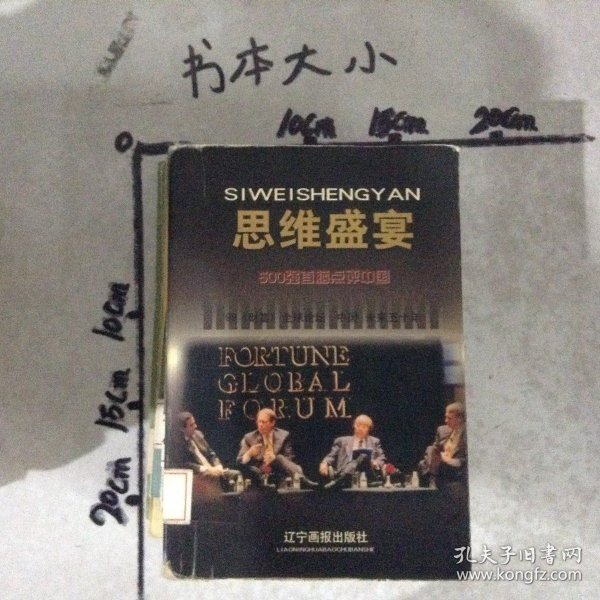 书本大小
0
10cm
15cm
20cm
10cm
15cm
20cm
SIWEISHENGYAN
思维盛宴
500强首脑点评中国
FORTUNE
GLOBAL
FORUM
辽宁画报出版社
LIAONINGHUABAOCHUBANSHE
孔夫子旧书网
www.kongfz.com